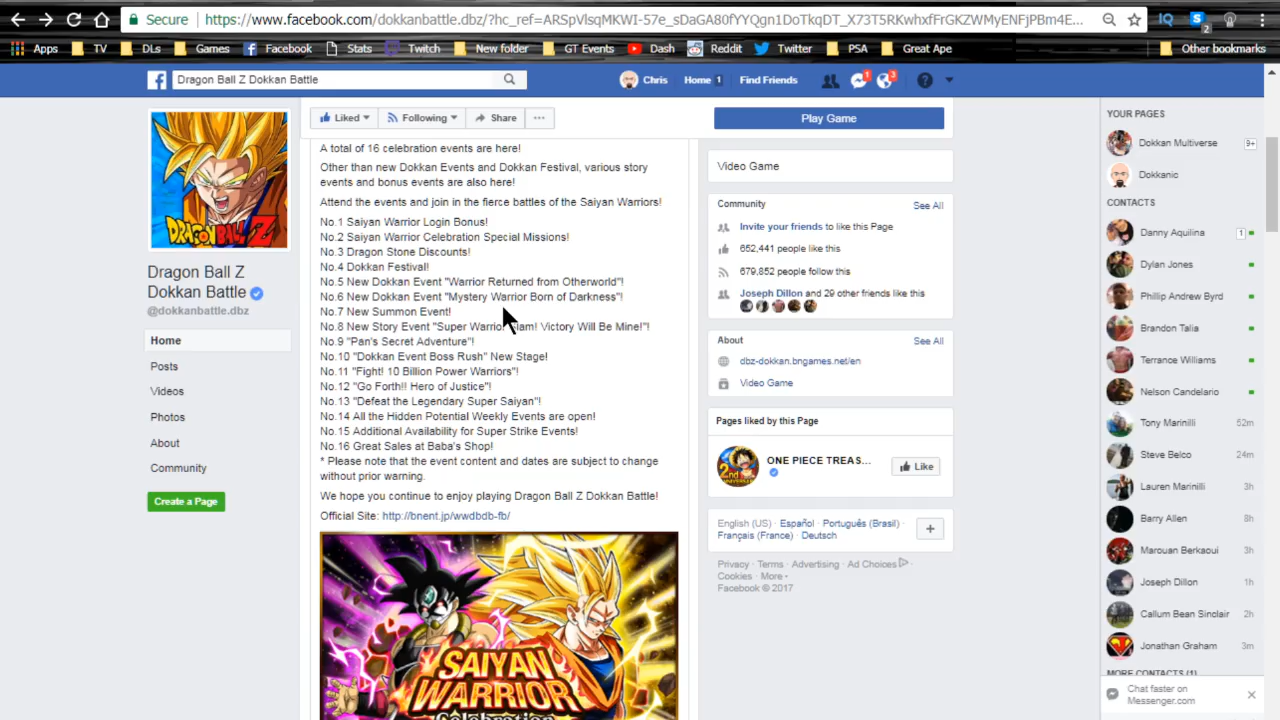 Secure
https://www.facebook.com/dokkanbattle.dbz/?hc_ref=ARSpVlsqMKWI-57e_sDaGA80fYYQgn1DoTkqDT_X73T5RKwhxfFrGKZWMyENFjPBm4E...
2
Apps
TV
DLs
Games
Facebook
Stats
Twitch
New folder
GT Events
Dash
Reddit
Twitter
PSA
Great Ape
Other bookmarks
Dragon Ball Z Dokkan Battle
Chris
Home 1
Find Friends
1
3
Liked
Following
Share
Play Game
DRAGONBALL Z
Dragon Ball Z
Dokkan Battle
@dokkanbattle.dbz
Home
Posts
Videos
Photos
About
Community
Create a Page
A total of 16 celebration events are here!
Other than new Dokkan Events and Dokkan Festival, various story
events and bonus events are also here!
Attend the events and join in the fierce battles of the Saiyan Warriors!
No.1 Saiyan Warrior Login Bonus!
No.2 Saiyan Warrior Celebration Special Missions!
No.3 Dragon Stone Discounts!
No.4 Dokkan Festival!
No.5 New Dokkan Event "Warrior Returned from Otherworld"!
No.6 New Dokkan Event "Mystery Warrior Born of Darkness"!
No.7 New Summon Event!
No.8 New Story Event "Super Warrior Victory Will Be Mine!"!
No.9 "Pan's Secret Adventure"!
No.10 "Dokkan Event Boss Rush" New Stage!
No.11 "Fight! 10 Billion Power Warriors"!
No.12 "Go Forth!! Hero of Justice"!
No.13 "Defeat the Legendary Super Saiyan"!
No.14 All the Hidden Potential Weekly Events are open!
No.15 Additional Availability for Super Strike Events!
No.16 Great Sales at Baba's Shop!
* Please note that the event content and dates are subject to change
without prior warning.
We hope you continue to enjoy playing Dragon Ball Z Dokkan Battle!
Official Site: http://bnent.jp/wwdbdb-fb/
SAIYAN
WARRIOR
Celebration
Video Game
Community
See All
Invite your friends to like this Page
652,441 people like this
679,852 people follow this
Joseph Dillon and 29 other friends like this
About
See All
dbz-dokkan.bngames.net/en
Video Game
Pages liked by this Page
2nd
ONE PIECE TREAS...
Like
English (US) · Español · Português (Brasil) ·
Français (France) · Deutsch
+
Privacy · Terms · Advertising · Ad Choices ·
Cookies · More
Facebook © 2017
YOUR PAGES
Dokkan Multiverse 9+
Dokkanic
CONTACTS
Danny Aquilina 1
Dylan Jones
Phillip Andrew Byrd
Brandon Talia
Terrance Williams
Nelson Candelario
Tony Marinilli 52m
Steve Belco 24m
Lauren Marinilli 3h
Barry Allen 8h
Marouan Berkaoui 3h
Joseph Dillon 1h
Callum Bean Sinclair 2h
Jonathan Graham 3m
MORE CONTACTS (1)
Chat faster on
Messenger.com